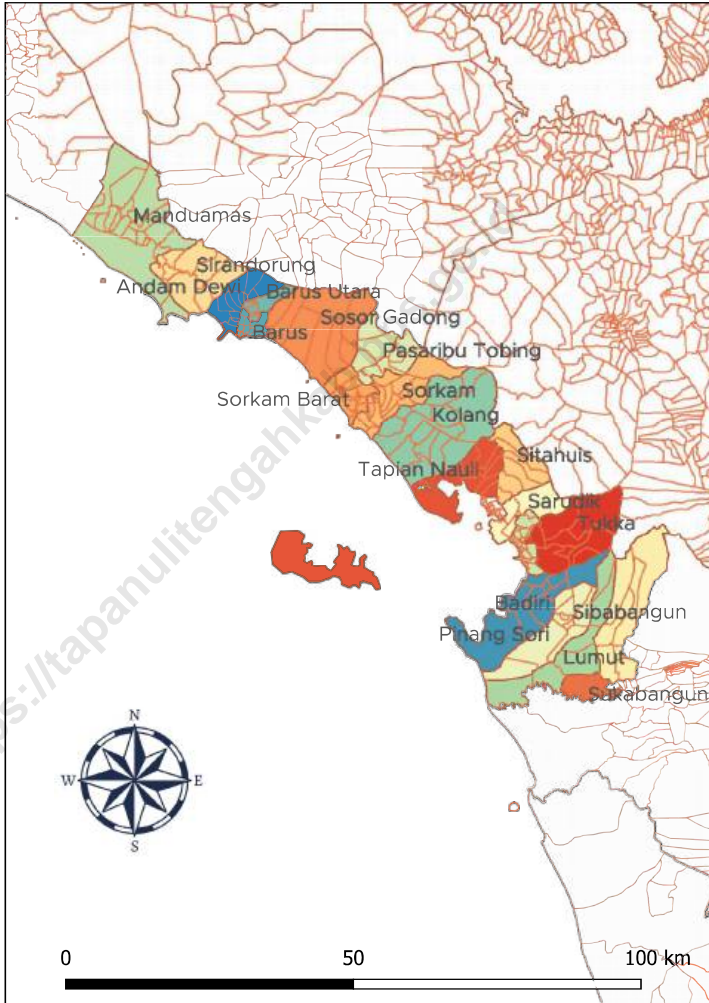 Manduamas
Sirandorung
Andam Dewi
Barus Utara
Sosor Gadong
Barus
Pasaribu Tobing
Sorkam
Sorkam Barat
Kolang
Sitahuis
Tapian Nauli
Sarudik
Tukka
Badiri
Sibabangun
Pinang Sori
Lumut
Sukabangun
N
W
E
S
0 50 100 km